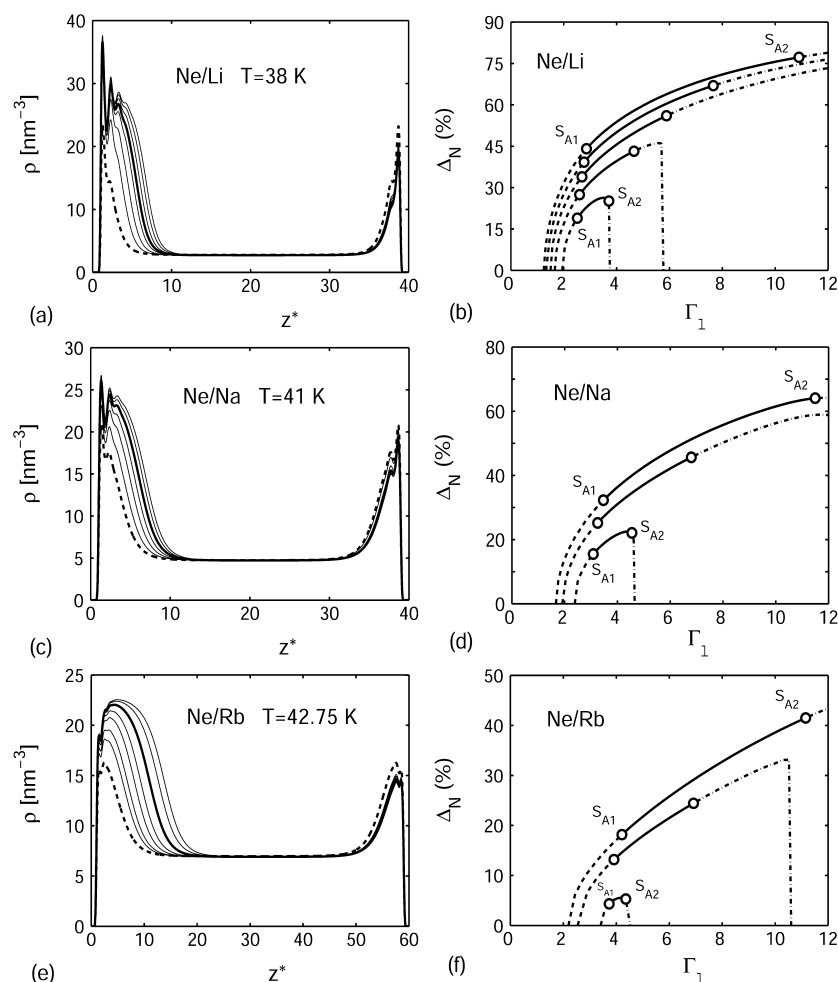 40
30
20
10
0
ρ [nm⁻³]
Ne/Li T=38 K
0 10 20 30 40
(a)
z*
90
75
60
45
30
15
0
Δ_N (%)
Ne/Li
S_A1
S_A2
S_A1
S_A2
0 2 4 6 8 10 12
(b)
Γ_l
30
25
20
15
10
5
0
ρ [nm⁻³]
Ne/Na T=41 K
0 10 20 30 40
(c)
z*
80
60
40
20
0
Δ_N (%)
Ne/Na
S_A1
S_A2
S_A1
S_A2
0 2 4 6 8 10 12
(d)
Γ_l
25
20
15
10
5
0
ρ [nm⁻³]
Ne/Rb T=42.75 K
0 10 20 30 40 50 60
(e)
z*
50
40
30
20
10
0
Δ_N (%)
Ne/Rb
S_A1
S_A2
S_A1
S_A2
0 2 4 6 8 10 12
(f)
Γ_l